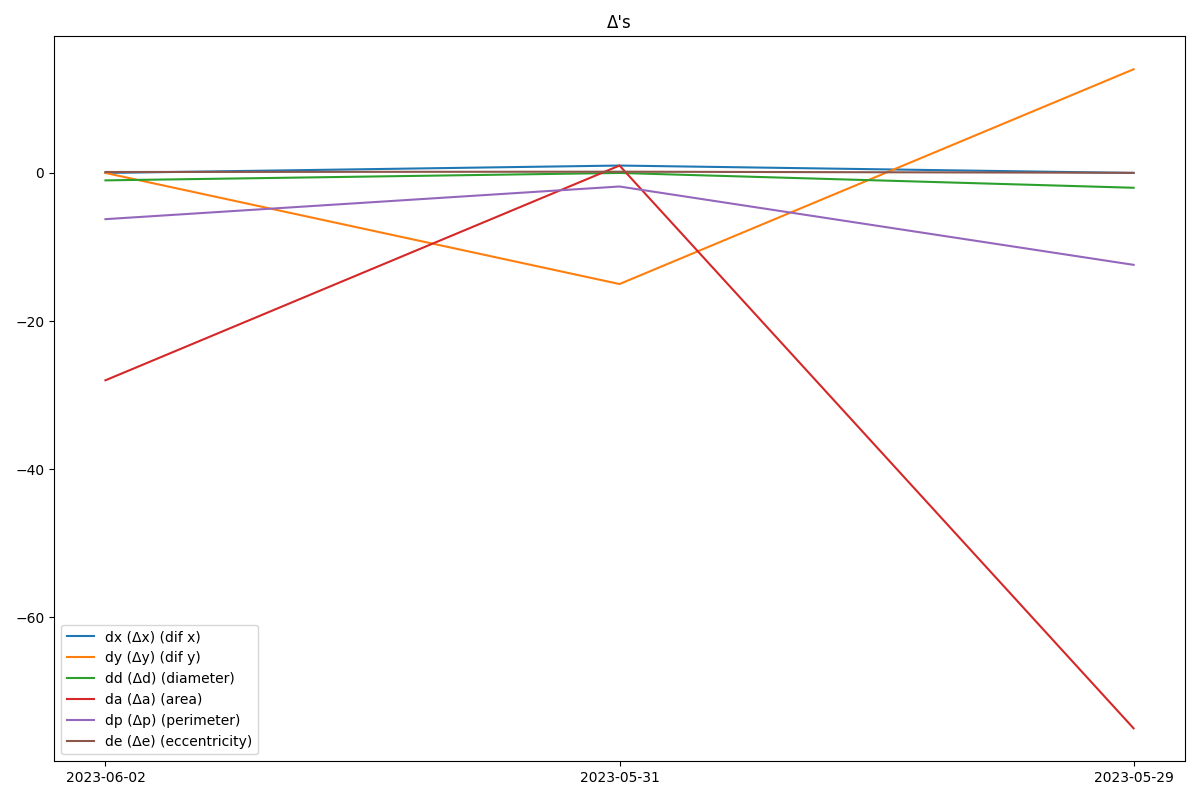 Δ's
0
−20
−40
−60
dx (Δx) (dif x)
dy (Δy) (dif y)
dd (Δd) (diameter)
da (Δa) (area)
dp (Δp) (perimeter)
de (Δe) (eccentricity)
2023-06-02
2023-05-31
2023-05-29